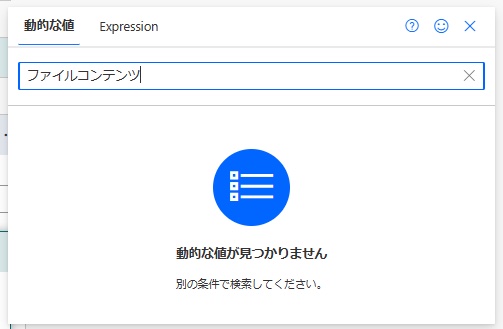 動的な値 Expression
ファイルコンテンツ
動的な値が見つかりません
別の条件で検索してください。